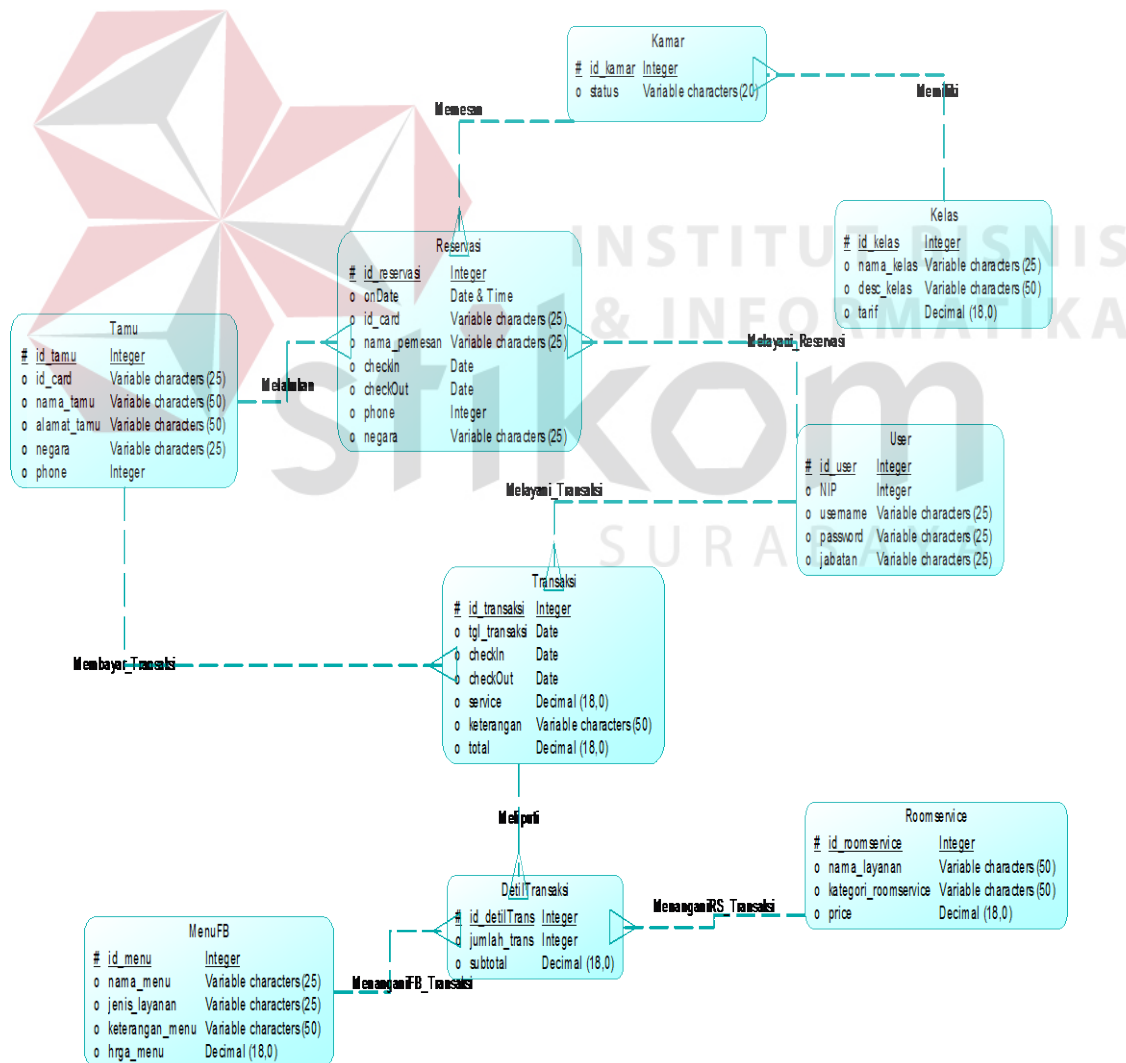 Kamar
# id_kamar Integer
o status Variable characters (20)
Memesan
Memiliki
Kelas
# id_kelas Integer
o nama_kelas Variable characters (25)
o desc_kelas Variable characters (50)
o tarif Decimal (18,0)
INSTITUT BISNIS
& INFORMATIKA
stikom
SURABAYA
Reservasi
# id_reservasi Integer
o onDate Date & Time
o id_card Variable characters (25)
o nama_pemesan Variable characters (25)
o checkIn Date
o checkOut Date
o phone Integer
o negara Variable characters (25)
Tamu
# id_tamu Integer
o id_card Variable characters (25)
o nama_tamu Variable characters (50)
o alamat_tamu Variable characters (50)
o negara Variable characters (25)
o phone Integer
Melakukan
Melayani_Reservasi
User
# id_user Integer
o NIP Integer
o username Variable characters (25)
o password Variable characters (25)
o jabatan Variable characters (25)
Melayani_Transaksi
Transaksi
# id_transaksi Integer
o tgl_transaksi Date
o checkIn Date
o checkOut Date
o service Decimal (18,0)
o keterangan Variable characters (50)
o total Decimal (18,0)
Membayar_Transaksi
Meliputi
Roomservice
# id_roomservice Integer
o nama_layanan Variable characters (50)
o kategori_roomservice Variable characters (50)
o price Decimal (18,0)
DetilTransaksi
# id_detilTrans Integer
o jumlah_trans Integer
o subtotal Decimal (18,0)
MenanganiRS_Transaksi
MenanganiFB_Transaksi
MenuFB
# id_menu Integer
o nama_menu Variable characters (25)
o jenis_layanan Variable characters (25)
o keterangan_menu Variable characters (50)
o hrga_menu Decimal (18,0)